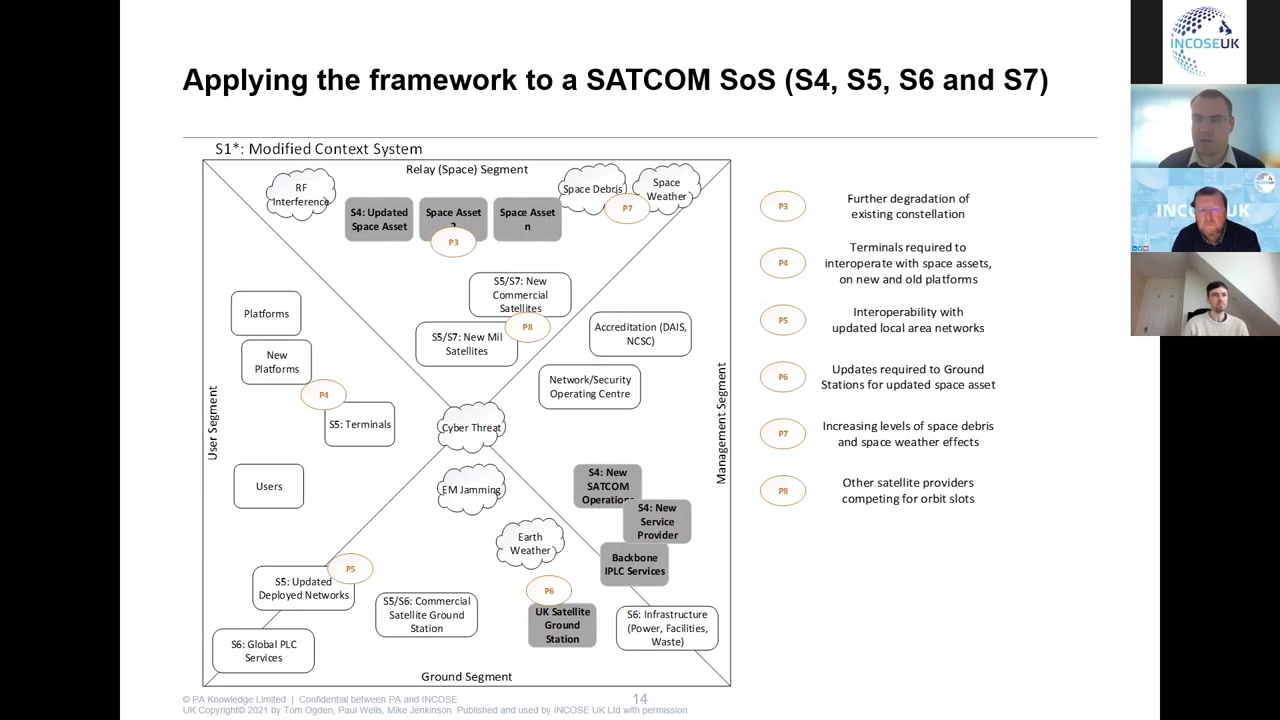 Applying the framework to a SATCOM SoS (S4, S5, S6 and S7)
S1*: Modified Context System
Relay (Space) Segment
RF
Interference
S4: Updated
Space Asset
Space Asset
Space Asset
n
Space Debris
Space
Weather
P7
P3
S5/S7: New
Commercial
Satellites
P8
S5/S7: New Mil
Satellites
Platforms
New
Platforms
P4
S5: Terminals
Users
User Segment
Accreditation (DAIS,
NCSC)
Network/Security
Operating Centre
Management Segment
Cyber Threat
EM Jamming
Earth
Weather
S4: New
SATCOM
Operations
S4: New
Service
Provider
Backbone
IPLC Services
P5
S5: Updated
Deployed Networks
S5/S6: Commercial
Satellite Ground
Station
P6
UK Satellite
Ground
Station
S6: Infrastructure
(Power, Facilities,
Waste)
S6: Global PLC
Services
Ground Segment
P3
Further degradation of
existing constellation
P4
Terminals required to
interoperate with space assets,
on new and old platforms
P5
Interoperability with
updated local area networks
P6
Updates required to Ground
Stations for updated space asset
P7
Increasing levels of space debris
and space weather effects
P8
Other satellite providers
competing for orbit slots
© PA Knowledge Limited | Confidential between PA and INCOSE
UK Copyright© 2021 by Tom Ogden, Paul Wells, Mike Jenkinson. Published and used by INCOSE UK Ltd with permission
14
INCOSEUK